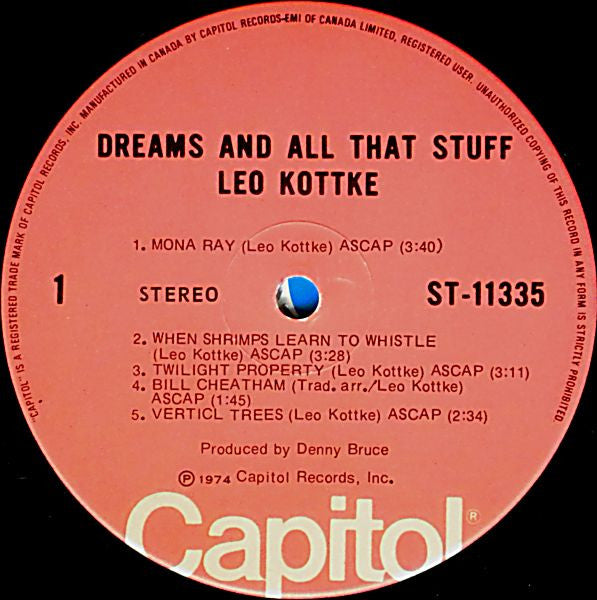 "CAPITOL" IS A REGISTERED TRADE MARK OF CAPITOL RECORDS, INC. MANUFACTURED IN CANADA BY CAPITOL RECORDS-EMI OF CANADA LIMITED, REGISTERED USER. UNAUTHORIZED COPYING OF THIS RECORD IN ANY FORM IS STRICTLY PROHIBITED
DREAMS AND ALL THAT STUFF
LEO KOTTKE
1. MONA RAY (Leo Kottke) ASCAP (3:40)
1 STEREO ST-11335
2. WHEN SHRIMPS LEARN TO WHISTLE
(Leo Kottke) ASCAP (3:28)
3. TWILIGHT PROPERTY (Leo Kottke) ASCAP (3:11)
4. BILL CHEATHAM (Trad. arr./Leo Kottke)
ASCAP (1:45)
5. VERTICL TREES (Leo Kottke) ASCAP (2:34)
Produced by Denny Bruce
℗ 1974 Capitol Records, Inc.
Capitol®